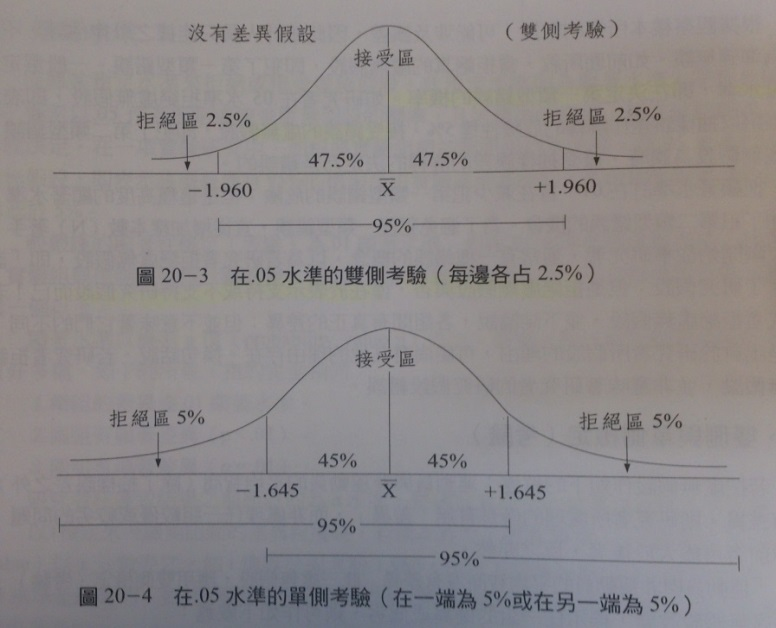 沒有差異假設 （雙側考驗）
接受區
拒絕區 2.5% 拒絕區 2.5%
47.5% 47.5%
−1.960 X̅ +1.960
95%
圖 20−3 在.05 水準的雙側考驗（每邊各占 2.5%）
接受區
拒絕區 5% 拒絕區 5%
45% 45%
−1.645 X̅ +1.645
95%
95%
圖 20−4 在.05 水準的單側考驗（在一端為 5%或在另一端為 5%）